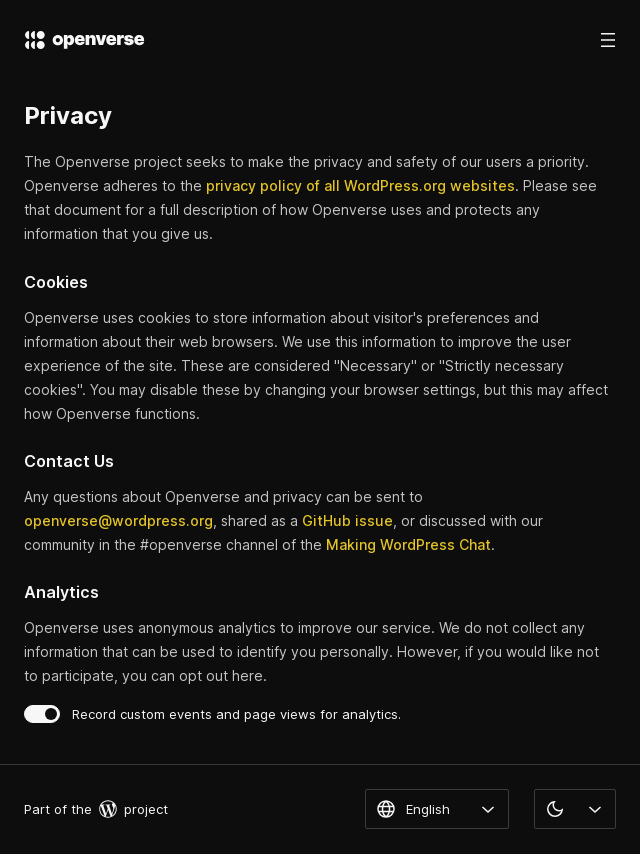 openverse
Privacy
The Openverse project seeks to make the privacy and safety of our users a priority.
Openverse adheres to the privacy policy of all WordPress.org websites. Please see
that document for a full description of how Openverse uses and protects any
information that you give us.
Cookies
Openverse uses cookies to store information about visitor's preferences and
information about their web browsers. We use this information to improve the user
experience of the site. These are considered "Necessary" or "Strictly necessary
cookies". You may disable these by changing your browser settings, but this may affect
how Openverse functions.
Contact Us
Any questions about Openverse and privacy can be sent to
openverse@wordpress.org, shared as a GitHub issue, or discussed with our
community in the #openverse channel of the Making WordPress Chat.
Analytics
Openverse uses anonymous analytics to improve our service. We do not collect any
information that can be used to identify you personally. However, if you would like not
to participate, you can opt out here.
Record custom events and page views for analytics.
Part of the project
English